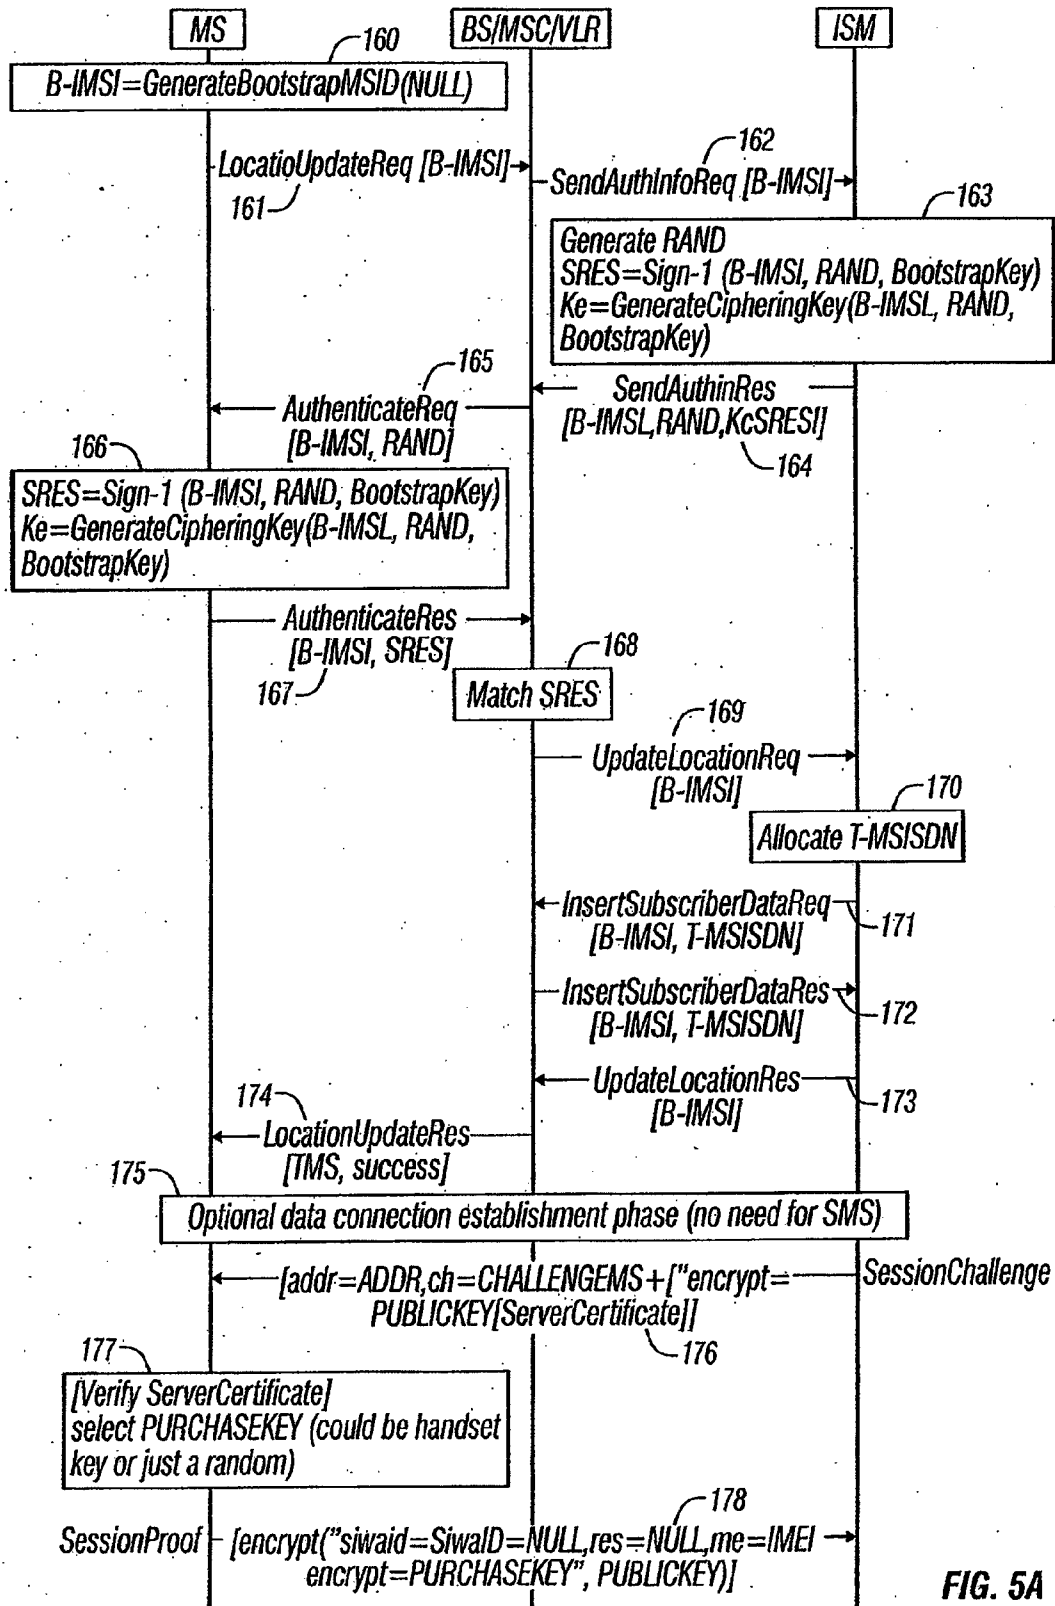 MS
BS/MSC/VLR
ISM
160
B-IMSI=GenerateBootstrapMSID(NULL)
162
LocatioUpdateReq [B-IMSI]
161
SendAuthInfoReq [B-IMSI]
163
Generate RAND
SRES=Sign-1 (B-IMSI, RAND, BootstrapKey)
Ke=GenerateCipheringKey(B-IMSL, RAND,
BootstrapKey)
165
SendAuthinRes
[B-IMSL,RAND,KcSRESI]
164
AuthenticateReq
[B-IMSI, RAND]
166
SRES=Sign-1 (B-IMSI, RAND, BootstrapKey)
Ke=GenerateCipheringKey(B-IMSL, RAND,
BootstrapKey)
AuthenticateRes
[B-IMSI, SRES]
167
168
Match SRES
169
UpdateLocationReq
[B-IMSI]
170
Allocate T-MSISDN
InsertSubscriberDataReq
[B-IMSI, T-MSISDN]
171
InsertSubscriberDataRes
[B-IMSI, T-MSISDN]
172
UpdateLocationRes
[B-IMSI]
173
174
LocationUpdateRes
[TMS, success]
175
Optional data connection establishment phase (no need for SMS)
[addr=ADDR,ch=CHALLENGEMS+["encrypt=
PUBLICKEY[ServerCertificate]]
SessionChallenge
176
177
[Verify ServerCertificate]
select PURCHASEKEY (could be handset
key or just a random)
178
SessionProof
[encrypt("siwaid=SiwaID=NULL,res=NULL,me=IMEI
encrypt=PURCHASEKEY", PUBLICKEY)]
FIG. 5A